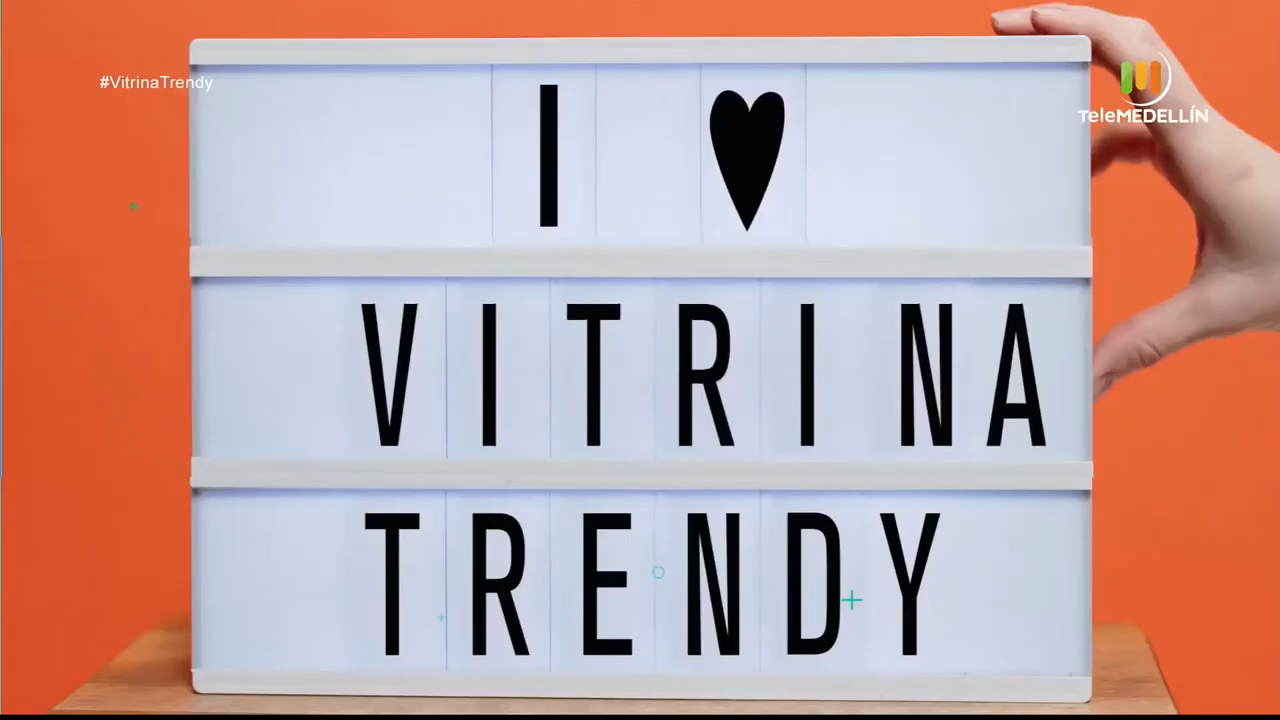 #VitrinaTrendy
TeleMEDELLÍN
I ♥
VITRINA
TRENDY